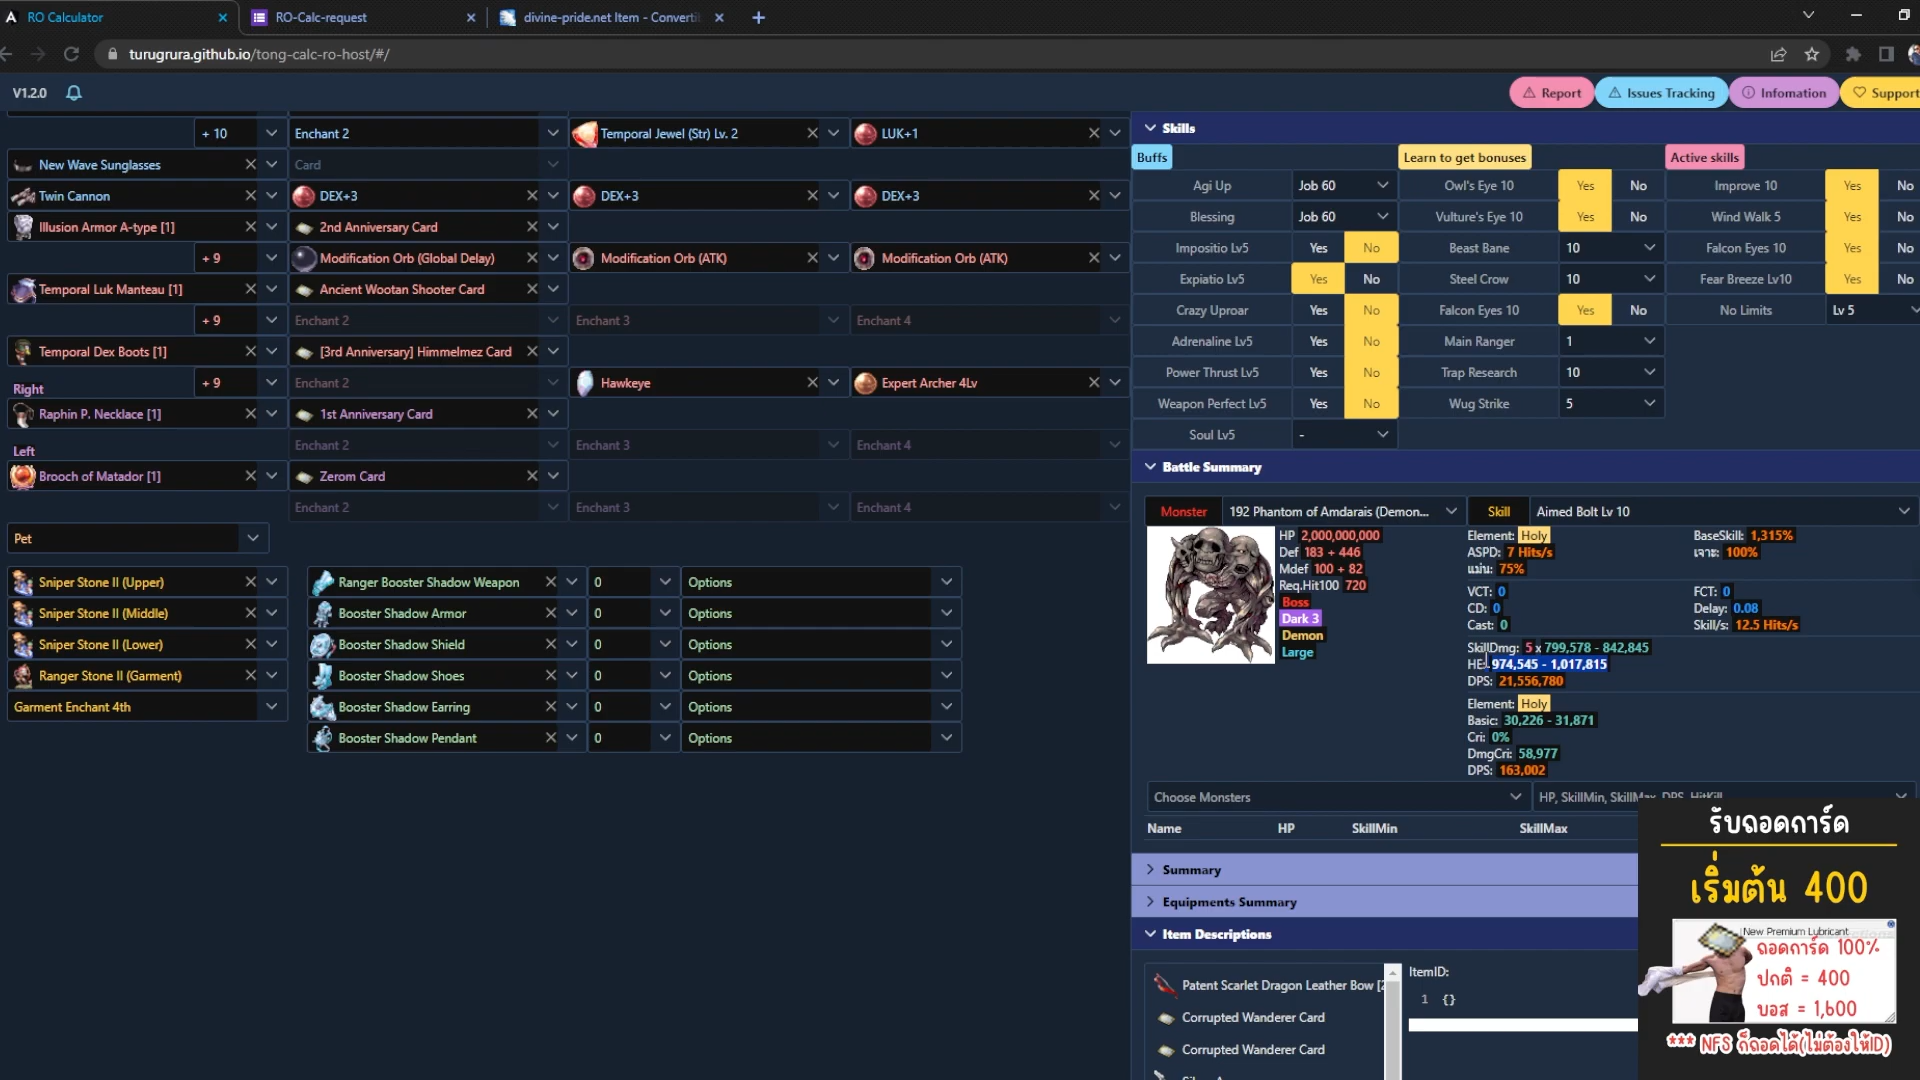 RO Calculator
RO-Calc-request
divine-pride.net Item - Converti
turugrura.github.io/tong-calc-ro-host/#/
V1.2.0
Report
Issues Tracking
Infomation
Support
+ 10
Enchant 2
Temporal Jewel (Str) Lv. 2
LUK+1
New Wave Sunglasses
Card
Twin Cannon
DEX+3
DEX+3
DEX+3
Illusion Armor A-type [1]
2nd Anniversary Card
+ 9
Modification Orb (Global Delay)
Modification Orb (ATK)
Modification Orb (ATK)
Temporal Luk Manteau [1]
Ancient Wootan Shooter Card
+ 9
Enchant 2
Enchant 3
Enchant 4
Temporal Dex Boots [1]
[3rd Anniversary] Himmelmez Card
Right
+ 9
Enchant 2
Hawkeye
Expert Archer 4Lv
Raphin P. Necklace [1]
1st Anniversary Card
Left
Enchant 2
Enchant 3
Enchant 4
Brooch of Matador [1]
Zerom Card
Enchant 2
Enchant 3
Enchant 4
Pet
Sniper Stone II (Upper)
Sniper Stone II (Middle)
Sniper Stone II (Lower)
Ranger Stone II (Garment)
Garment Enchant 4th
Ranger Booster Shadow Weapon
0
Options
Booster Shadow Armor
0
Options
Booster Shadow Shield
0
Options
Booster Shadow Shoes
0
Options
Booster Shadow Earring
0
Options
Booster Shadow Pendant
0
Options
Skills
Buffs
Learn to get bonuses
Active skills
Agi Up
Job 60
Owl's Eye 10
Yes
No
Improve 10
Yes
No
Blessing
Job 60
Vulture's Eye 10
Yes
No
Wind Walk 5
Yes
No
Impositio Lv5
Yes
No
Beast Bane
10
Falcon Eyes 10
Yes
No
Expiatio Lv5
Yes
No
Steel Crow
10
Fear Breeze Lv10
Yes
No
Crazy Uproar
Yes
No
Falcon Eyes 10
Yes
No
No Limits
Lv 5
Adrenaline Lv5
Yes
No
Main Ranger
1
Power Thrust Lv5
Yes
No
Trap Research
10
Weapon Perfect Lv5
Yes
No
Wug Strike
5
Soul Lv5
-
Battle Summary
Monster
192 Phantom of Amdarais (Demon...
Skill
Aimed Bolt Lv 10
HP 2,000,000,000
Def 183 + 446
Mdef 100 + 82
Req.Hit100 720
Boss
Dark 3
Demon
Large
Element: Holy
BaseSkill: 1,315%
ASPD: 7 Hits/s
เจาะ: 100%
แม่น: 75%
VCT: 0
FCT: 0
CD: 0
Delay: 0.08
Cast: 0
Skill/s: 12.5 Hits/s
SkillDmg: 5 x 799,578 - 842,845
974,545 - 1,017,815
DPS: 21,556,780
Element: Holy
Basic: 30,226 - 31,871
Cri: 0%
DmgCri: 58,977
DPS: 163,002
Choose Monsters
HP, SkillMin, SkillMax, DPS, HitKill
Name
HP
SkillMin
SkillMax
Summary
Equipments Summary
Item Descriptions
Patent Scarlet Dragon Leather Bow [2
Corrupted Wanderer Card
Corrupted Wanderer Card
ItemID:
1 {}
รับถอดการ์ด
เริ่มต้น 400
New Premium Lubricant
ถอดการ์ด 100%
ปกติ = 400
บอส = 1,600
*** NFS ก็ถอดได้(ไม่ต้องให้ID)